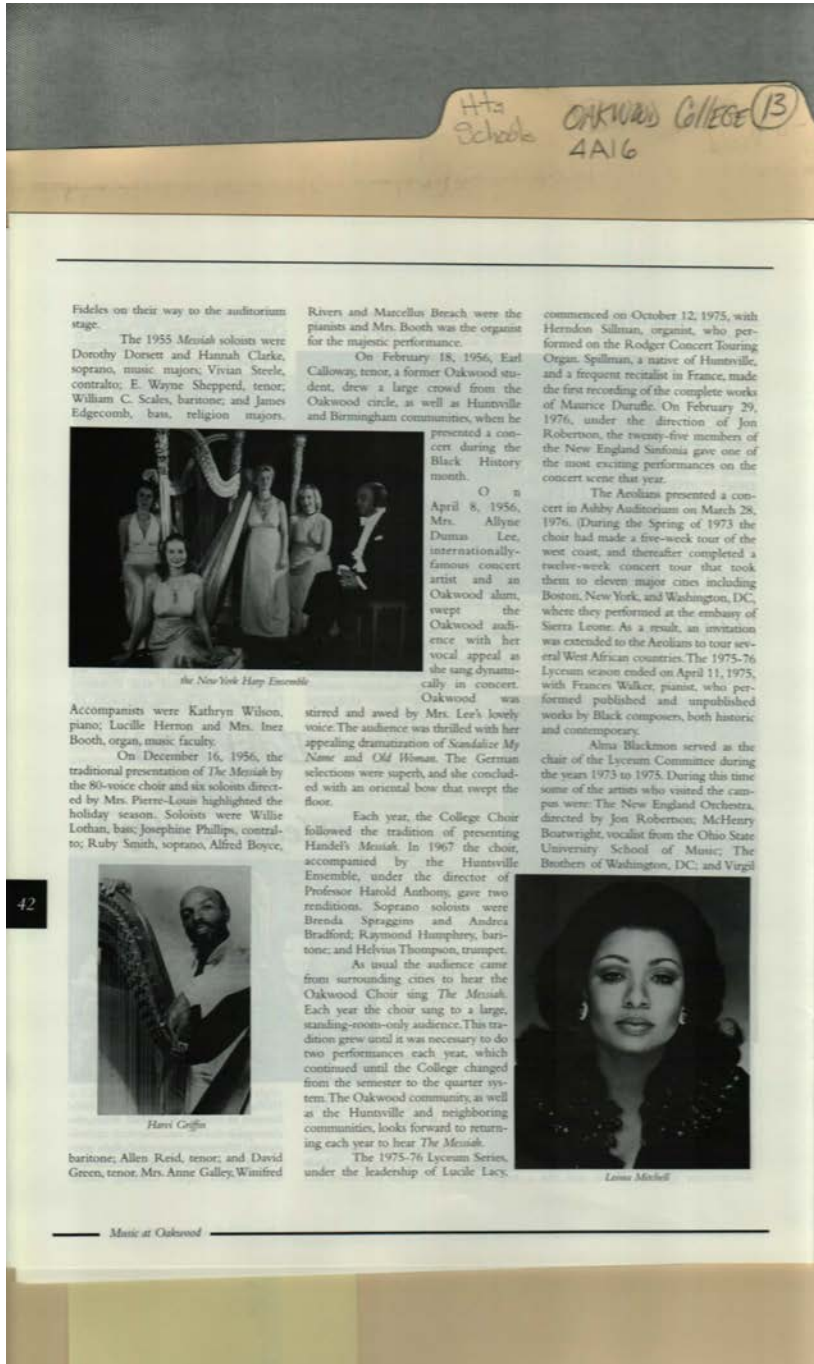 Hts
Schools
OAKWOOD COllEGE 13
4A16
Fideles on their way to the auditorium
stage.
The 1955 Messiah soloists were
Dorothy Dorsett and Hannah Clarke,
soprano, music majors; Vivian Steele,
contralto; E. Wayne Shepperd, tenor;
William C. Scales, baritone; and James
Edgecomb, bass, religion majors.
the New York Harp Ensemble
Accompanists were Kathryn Wilson,
piano; Lucille Herron and Mrs. Inez
Booth, organ, music faculty.
On December 16, 1956, the
traditional presentation of The Messiah by
the 80-voice choir and six soloists direct-
ed by Mrs. Pierre-Louis highlighted the
holiday season. Soloists were Willie
Lothan, bass; Josephine Phillips, contral-
to; Ruby Smith, soprano, Alfred Boyce,
Harvi Griffin
baritone; Allen Reid, tenor; and David
Green, tenor. Mrs. Anne Galley, Winifred
Rivers and Marcellus Breach were the
pianists and Mrs. Booth was the organist
for the majestic performance.
On February 18, 1956, Earl
Calloway, tenor, a former Oakwood stu-
dent, drew a large crowd from the
Oakwood circle, as well as Huntsville
and Birmingham communities, when he
presented a con-
cert during the
Black History
month.
O n
April 8, 1956,
Mrs. Allyne
Dumas Lee,
internationally-
famous concert
artist and an
Oakwood alum,
swept the
Oakwood audi-
ence with her
vocal appeal as
she sang dynami-
cally in concert.
Oakwood was
stirred and awed by Mrs. Lee's lovely
voice. The audience was thrilled with her
appealing dramatization of Scandalize My
Name and Old Woman. The German
selections were superb, and she conclud-
ed with an oriental bow that swept the
floor.
Each year, the College Choir
followed the tradition of presenting
Handel's Messiah. In 1967 the choir,
accompanied by the Huntsville
Ensemble, under the director of
Professor Harold Anthony, gave two
renditions. Soprano soloists were
Brenda Spraggins and Andrea
Bradford; Raymond Humphrey, bari-
tone; and Helvius Thompson, trumpet.
As usual the audience came
from surrounding cities to hear the
Oakwood Choir sing The Messiah.
Each year the choir sang to a large,
standing-room-only audience. This tra-
dition grew until it was necessary to do
two performances each year, which
continued until the College changed
from the semester to the quarter sys-
tem. The Oakwood community, as well
as the Huntsville and neighboring
communities, looks forward to return-
ing each year to hear The Messiah.
The 1975-76 Lyceum Series,
under the leadership of Lucile Lacy,
commenced on October 12, 1975, with
Herndon Sillman, organist, who per-
formed on the Rodger Concert Touring
Organ. Spillman, a native of Huntsville,
and a frequent recitalist in France, made
the first recording of the complete works
of Maurice Durufle. On February 29,
1976, under the direction of Jon
Robertson, the twenty-five members of
the New England Sinfonia gave one of
the most exciting performances on the
concert scene that year.
The Aeolians presented a con-
cert in Ashby Auditorium on March 28,
1976. (During the Spring of 1973 the
choir had made a five-week tour of the
west coast, and thereafter completed a
twelve-week concert tour that took
them to eleven major cities including
Boston, New York, and Washington, DC,
where they performed at the embassy of
Sierra Leone. As a result, an invitation
was extended to the Aeolians to tour sev-
eral West African countries. The 1975-76
Lyceum season ended on April 11, 1975,
with Frances Walker, pianist, who per-
formed published and unpublished
works by Black composers, both historic
and contemporary.
Alma Blackmon served as the
chair of the Lyceum Committee during
the years 1973 to 1975. During this time
some of the artists who visited the cam-
pus were: The New England Orchestra,
directed by Jon Robertson; McHenry
Boatwright, vocalist from the Ohio State
University School of Music; The
Brothers of Washington, DC; and Virgil
Leona Mitchell
42
Music at Oakwood